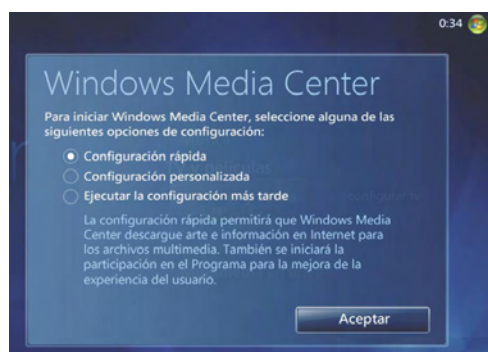 0:34
Windows Media Center
Para iniciar Windows Media Center, seleccione alguna de las
siguientes opciones de configuración:
Configuración rápida
Configuración personalizada
Ejecutar la configuración más tarde
La configuración rápida permitirá que Windows Media
Center descargue arte e información en Internet para
los archivos multimedia. También se iniciará la
participación en el Programa para la mejora de la
experiencia del usuario.
Aceptar